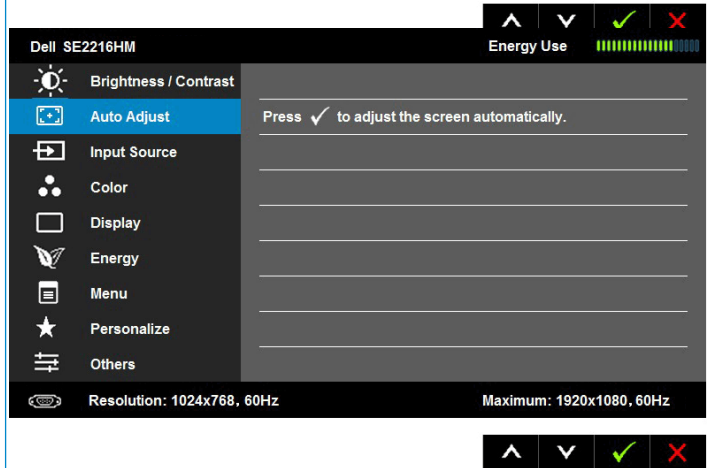 Dell SE2216HM Energy Use
Brightness / Contrast
Auto Adjust Press ✓ to adjust the screen automatically.
Input Source
Color
Display
Energy
Menu
Personalize
Others
Resolution: 1024x768, 60Hz Maximum: 1920x1080, 60Hz